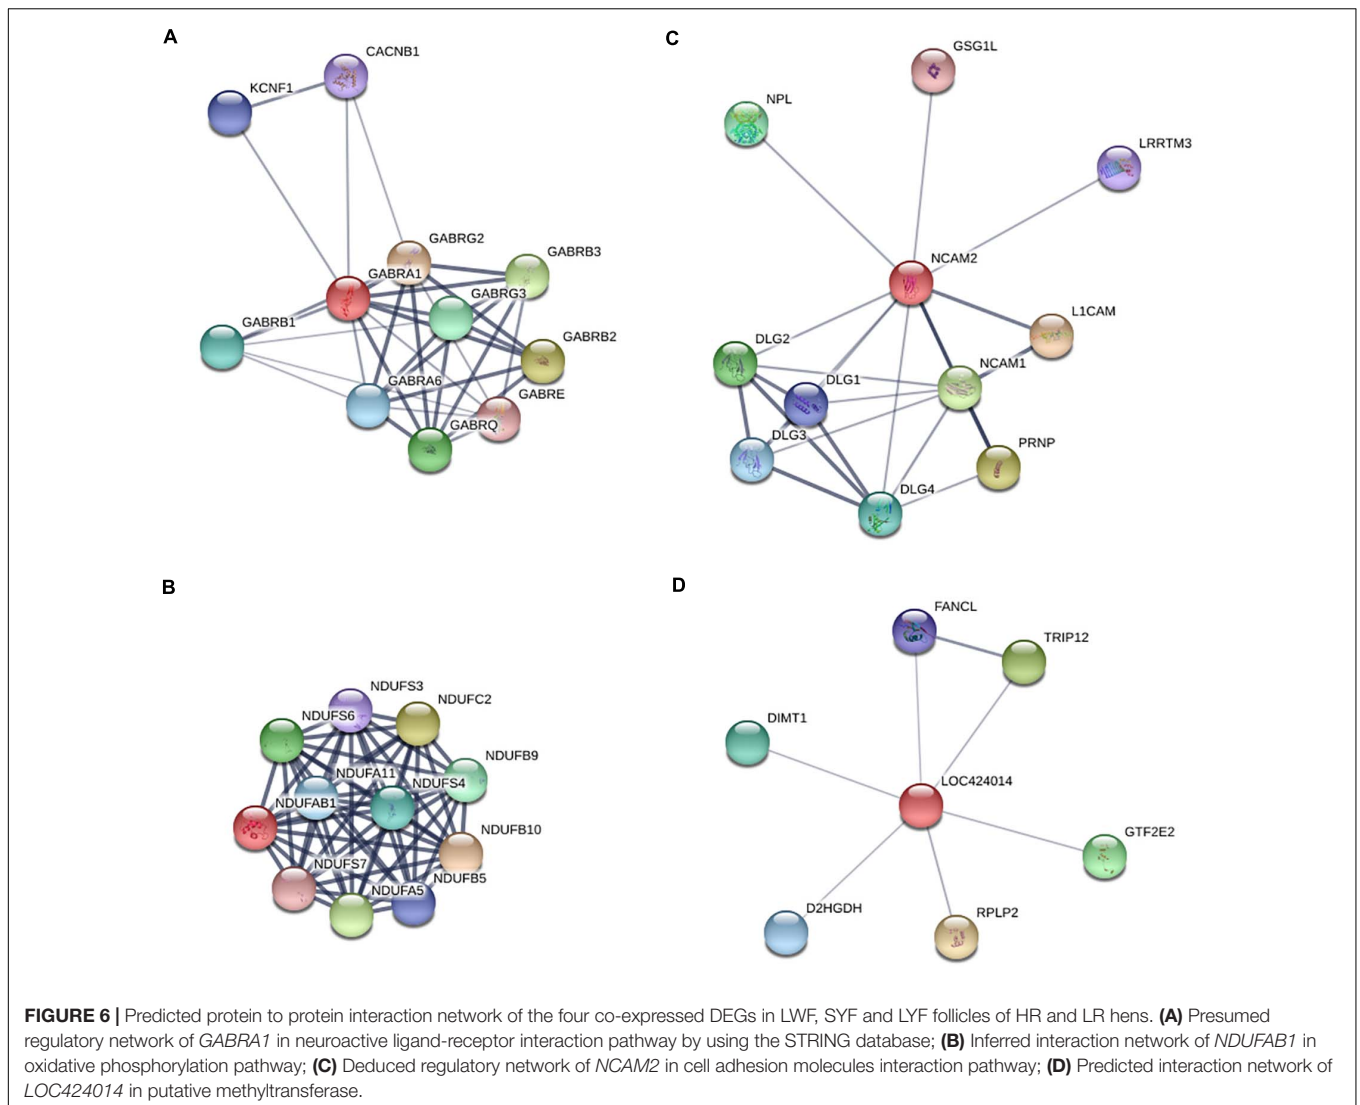 A
CACNB1
KCNF1
GABRG2
GABRB3
GABRA1
GABRG3
GABRB1
GABRB2
GABRA6
GABRE
GABRQ
C
GSG1L
NPL
LRRTM3
NCAM2
L1CAM
DLG2
NCAM1
DLG1
DLG3
PRNP
DLG4
B
NDUFS3
NDUFC2
NDUFS6
NDUFB9
NDUFA11
NDUFS4
NDUFAB1
NDUFB10
NDUFS7
NDUFB5
NDUFA5
D
FANCL
TRIP12
DIMT1
LOC424014
GTF2E2
D2HGDH
RPLP2
FIGURE 6 | Predicted protein to protein interaction network of the four co-expressed DEGs in LWF, SYF and LYF follicles of HR and LR hens. (A) Presumed
regulatory network of GABRA1 in neuroactive ligand-receptor interaction pathway by using the STRING database; (B) Inferred interaction network of NDUFAB1 in
oxidative phosphorylation pathway; (C) Deduced regulatory network of NCAM2 in cell adhesion molecules interaction pathway; (D) Predicted interaction network of
LOC424014 in putative methyltransferase.